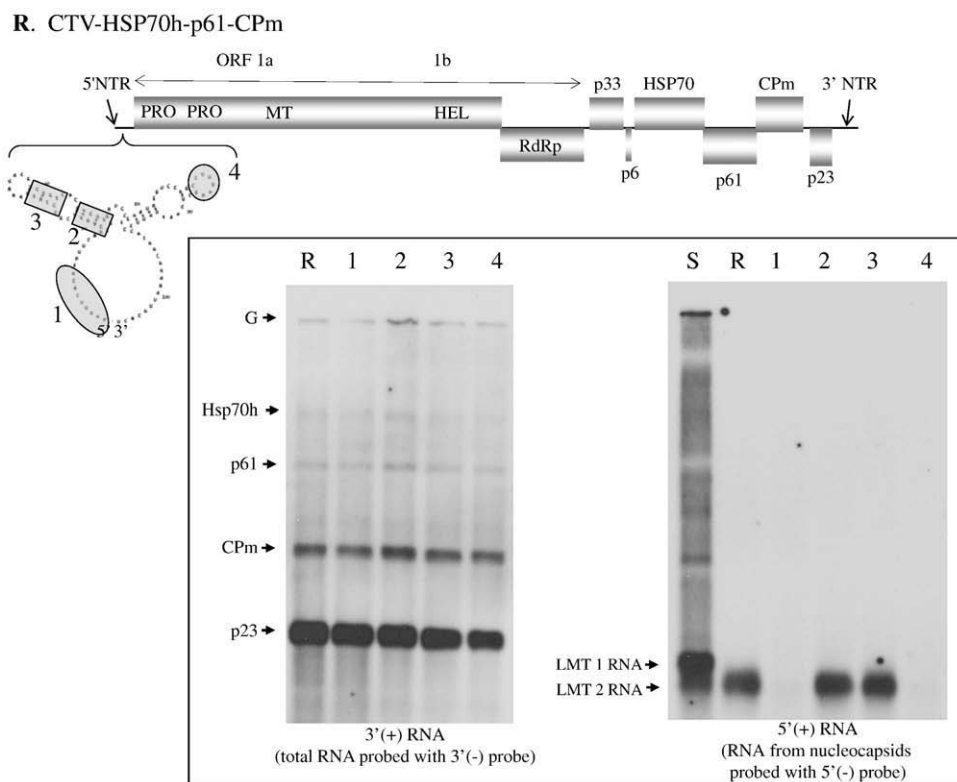 R. CTV-HSP70h-p61-CPm
ORF 1a 1b
5'NTR p33 HSP70 CPm 3' NTR
PRO PRO MT HEL
RdRp p6 p61 p23
4
3
2
1
5' 3'
R 1 2 3 4
G
Hsp70h
p61
CPm
p23
3'(+) RNA
(total RNA probed with 3'(-) probe)
S R 1 2 3 4
LMT 1 RNA
LMT 2 RNA
5'(+) RNA
(RNA from nucleocapsids
probed with 5'(-) probe)